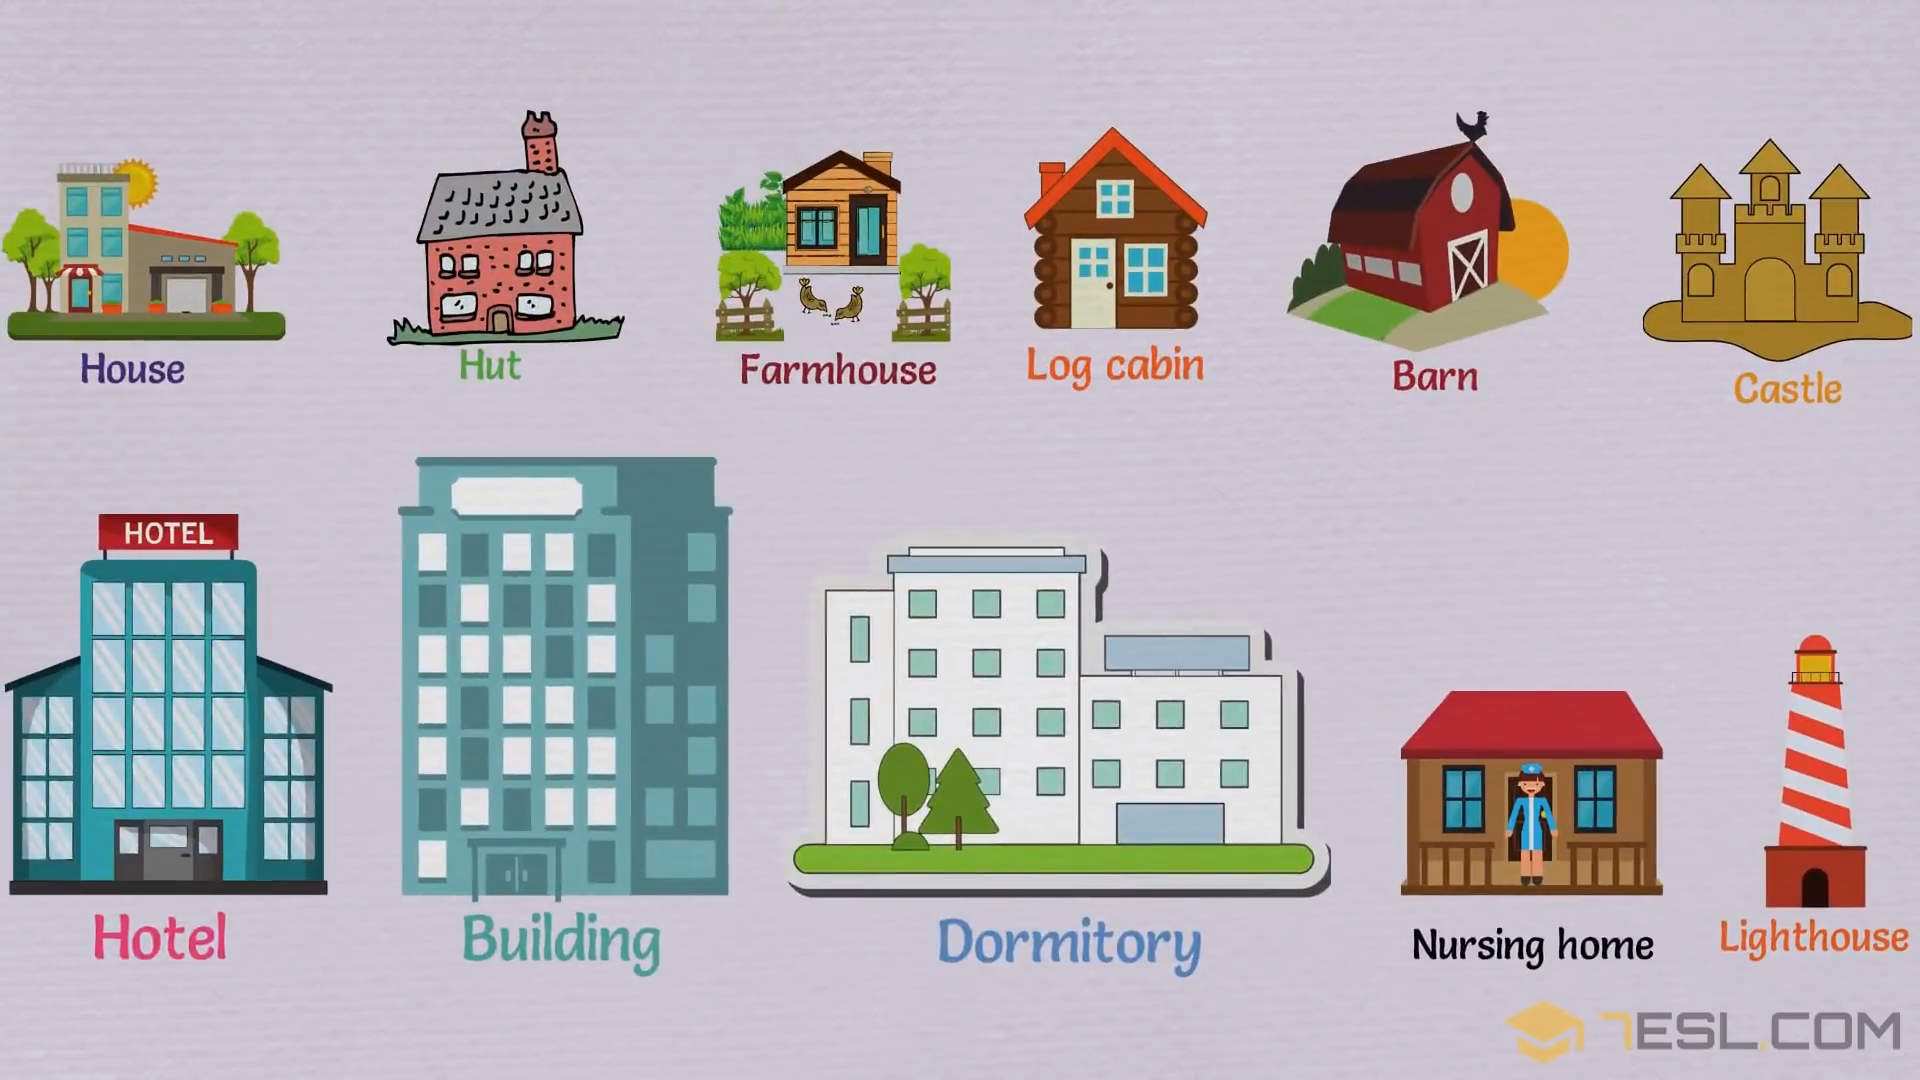 House
Hut
Farmhouse
Log cabin
Barn
Castle
HOTEL
Hotel
Building
Dormitory
Nursing home
Lighthouse
7ESL.COM